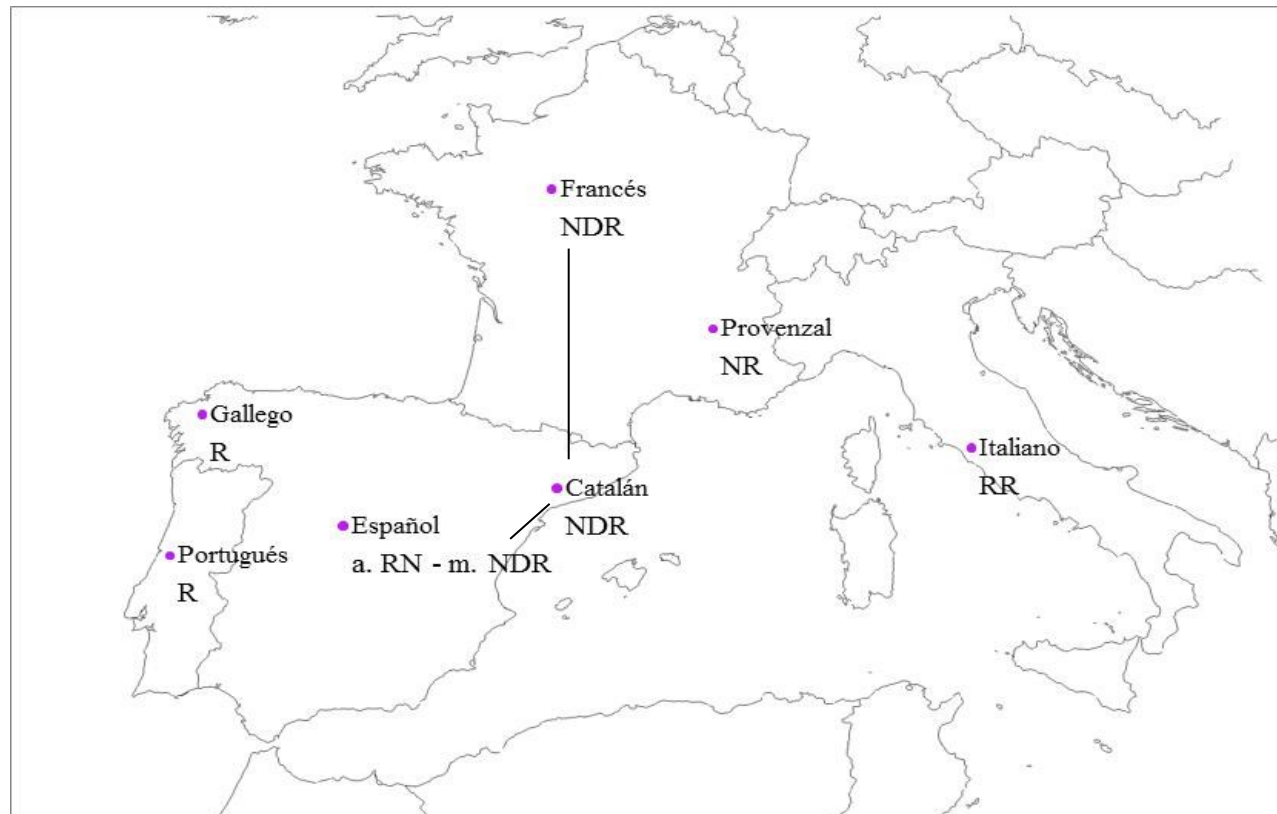 Francés
NDR
Provenzal
NR
Gallego
R
Italiano
RR
Catalán
NDR
Español
a. RN - m. NDR
Portugués
R